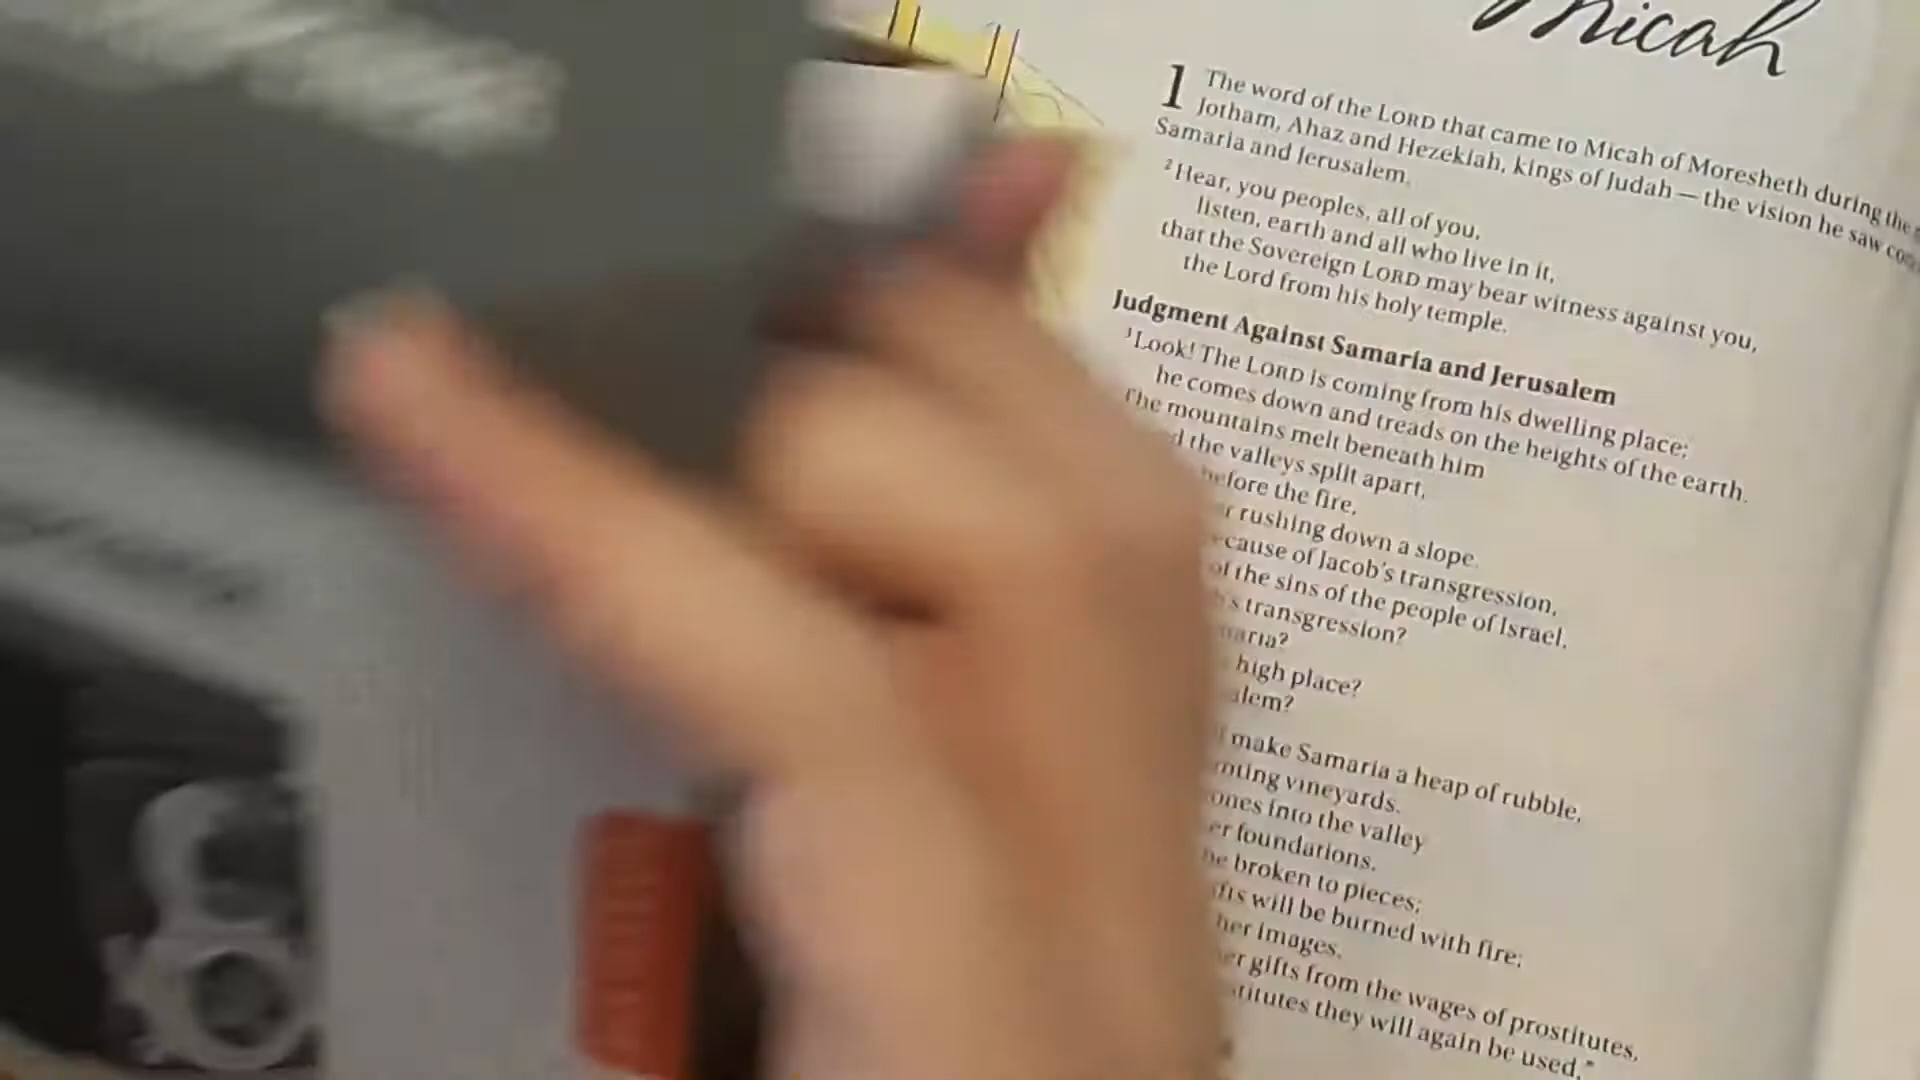 Micah
1 The word of the LORD that came to Micah of Moresheth during the
Jotham, Ahaz and Hezekiah, kings of Judah — the vision he saw
Samaria and Jerusalem.
2 Hear, you peoples, all of you,
listen, earth and all who live in it,
that the Sovereign LORD may bear witness against you,
the Lord from his holy temple.
Judgment Against Samaria and Jerusalem
3 Look! The LORD is coming from his dwelling place;
he comes down and treads on the heights of the earth.
The mountains melt beneath him
the valleys split apart,
before the fire,
rushing down a slope.
of Jacob's transgression,
of the sins of the people of Israel.
transgression?
high place?
make Samaria a heap of rubble,
vineyards.
into the valley
foundations.
be broken to pieces;
will be burned with fire;
her images.
gifts from the wages of prostitutes,
they will again be used."